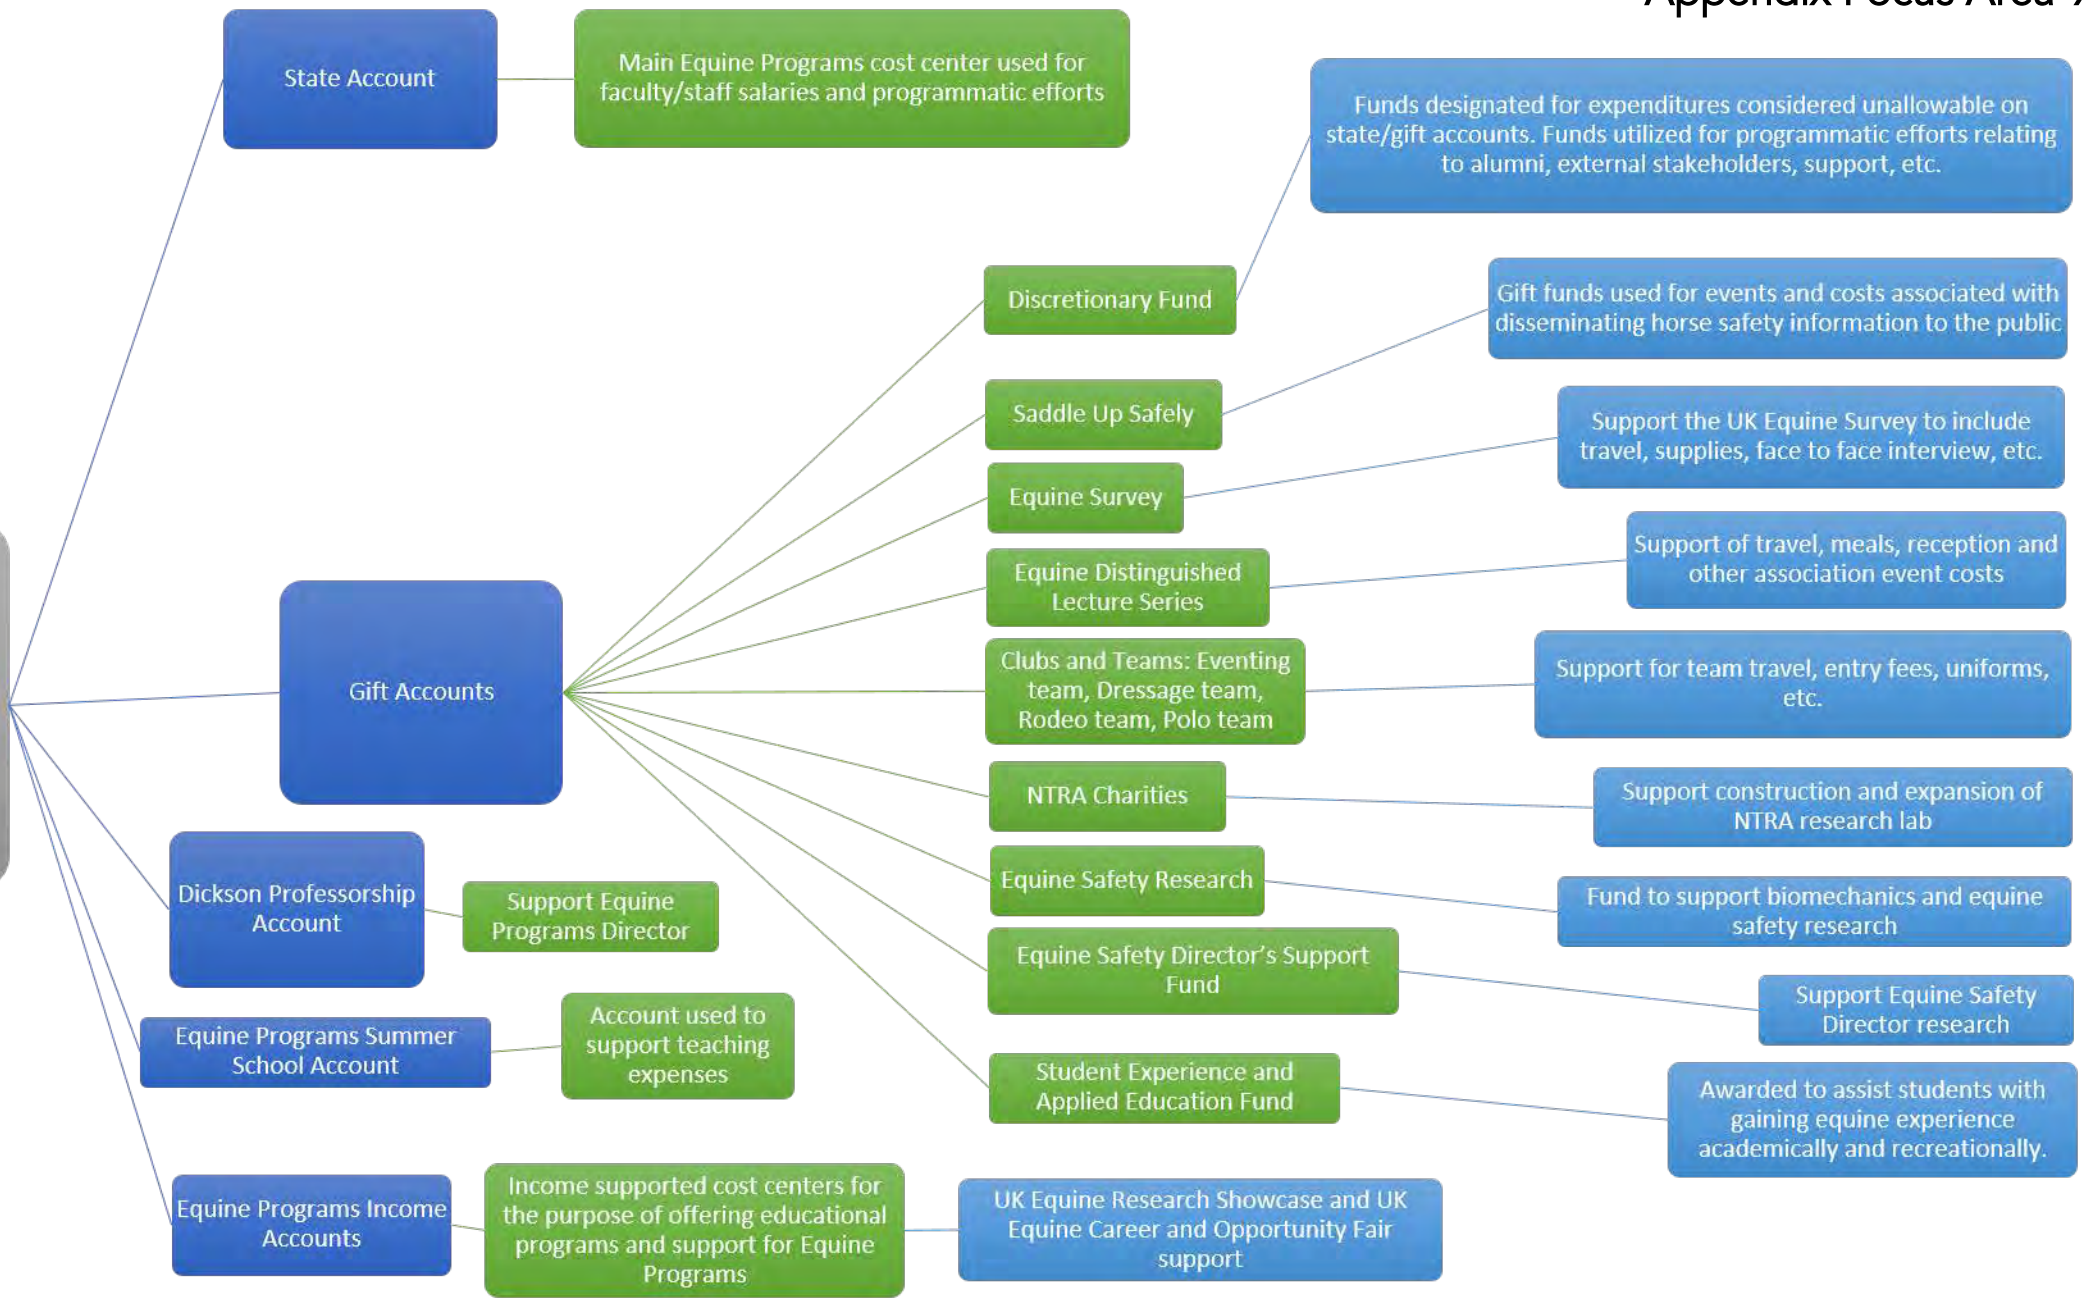 Appendix Focus Area
State Account
Main Equine Programs cost center used for
faculty/staff salaries and programmatic efforts
Funds designated for expenditures considered unallowable on
state/gift accounts. Funds utilized for programmatic efforts relating
to alumni, external stakeholders, support, etc.
Discretionary Fund
Gift funds used for events and costs associated with
disseminating horse safety information to the public
Saddle Up Safely
Support the UK Equine Survey to include
travel, supplies, face to face interview, etc.
Equine Survey
Support of travel, meals, reception and
other association event costs
Equine Distinguished
Lecture Series
Gift Accounts
Clubs and Teams: Eventing
team, Dressage team,
Rodeo team, Polo team
Support for team travel, entry fees, uniforms,
etc.
NTRA Charities
Support construction and expansion of
NTRA research lab
Equine Safety Research
Fund to support biomechanics and equine
safety research
Dickson Professorship
Account
Support Equine
Programs Director
Equine Safety Director’s Support
Fund
Support Equine Safety
Director research
Equine Programs Summer
School Account
Account used to
support teaching
expenses
Student Experience and
Applied Education Fund
Awarded to assist students with
gaining equine experience
academically and recreationally.
Equine Programs Income
Accounts
Income supported cost centers for
the purpose of offering educational
programs and support for Equine
Programs
UK Equine Research Showcase and UK
Equine Career and Opportunity Fair
support